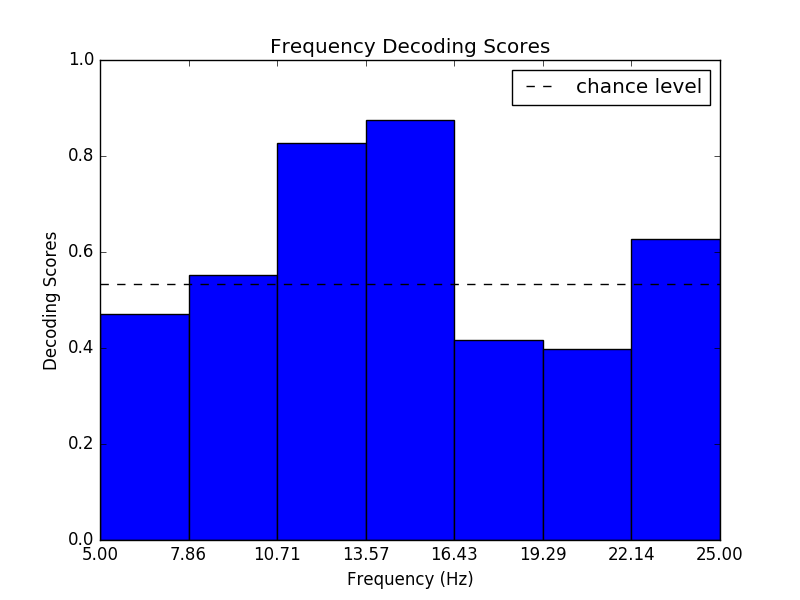 Frequency Decoding Scores
chance level
1.0
0.8
0.6
0.4
0.2
0.0
Decoding Scores
5.00 7.86 10.71 13.57 16.43 19.29 22.14 25.00
Frequency (Hz)